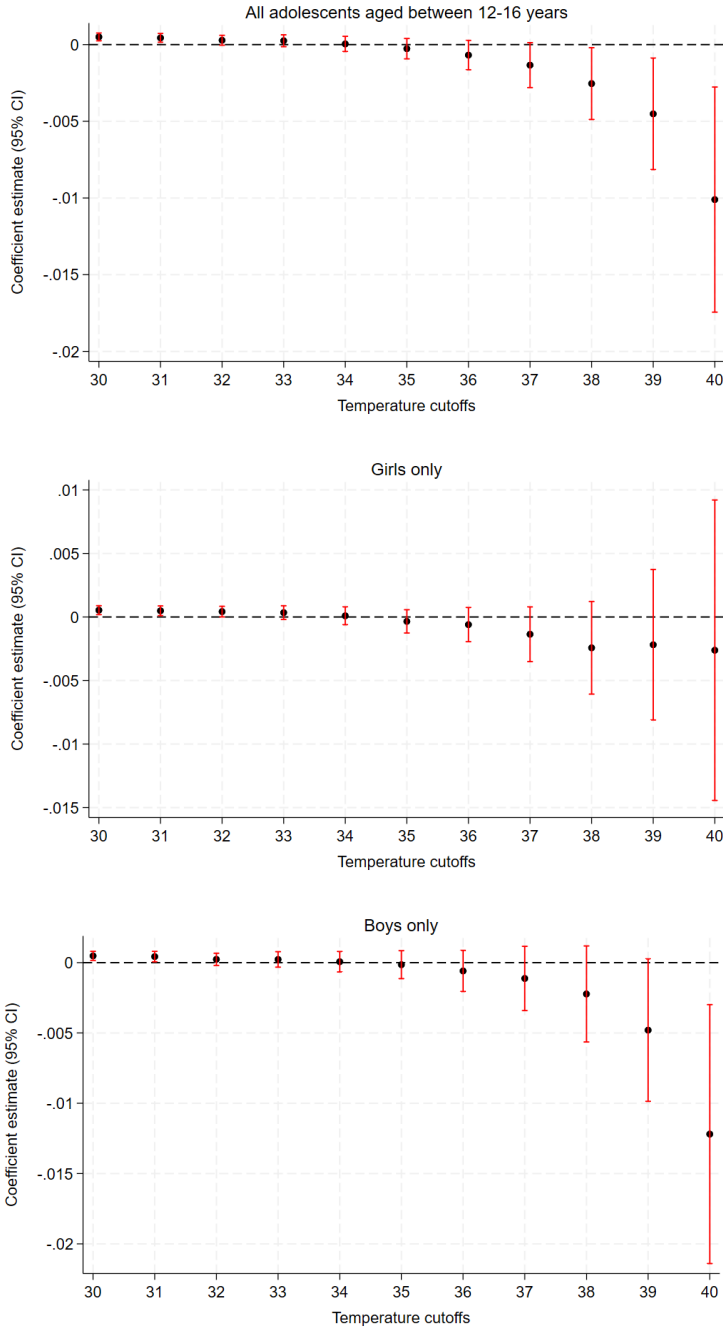 All adolescents aged between 12-16 years
Coefficient estimate (95% CI)
0
-.005
-.01
-.015
-.02
30 31 32 33 34 35 36 37 38 39 40
Temperature cutoffs
Girls only
Coefficient estimate (95% CI)
.01
.005
0
-.005
-.01
-.015
30 31 32 33 34 35 36 37 38 39 40
Temperature cutoffs
Boys only
Coefficient estimate (95% CI)
0
-.005
-.01
-.015
-.02
30 31 32 33 34 35 36 37 38 39 40
Temperature cutoffs